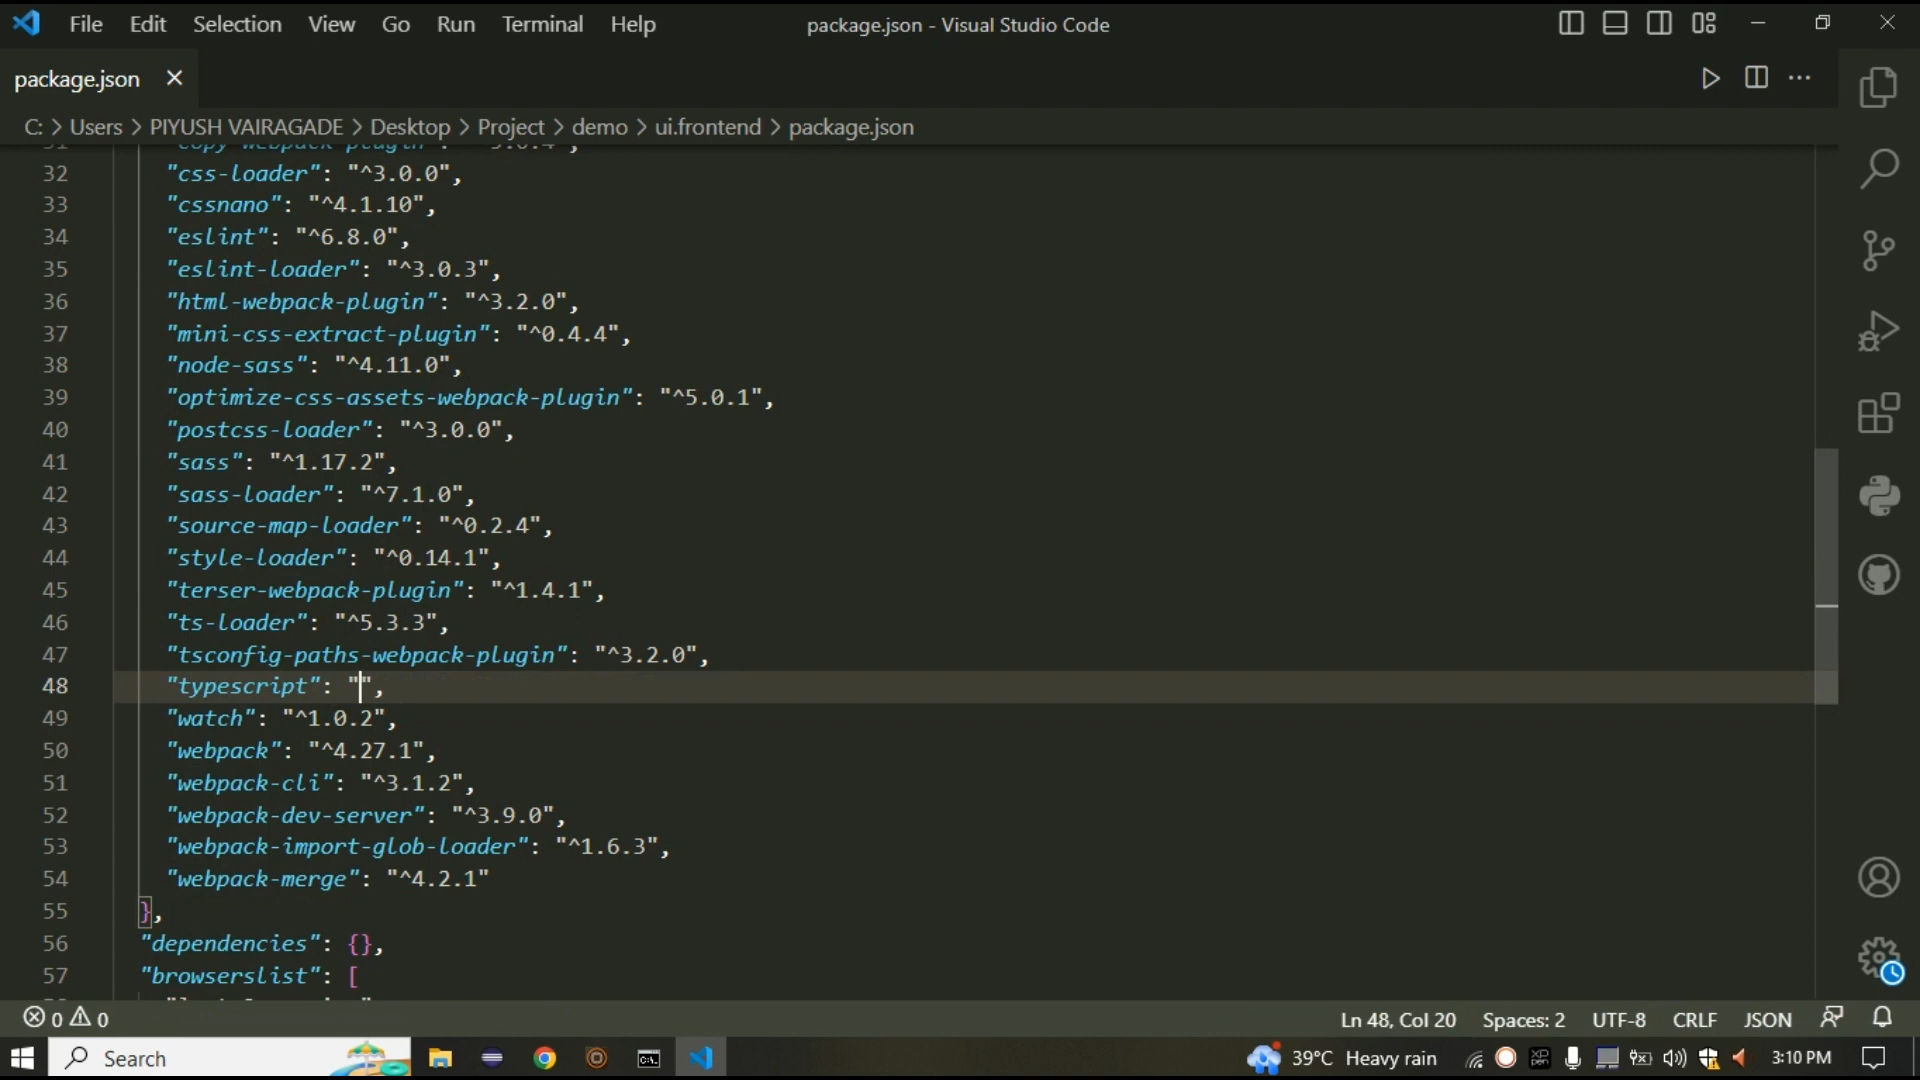 File Edit Selection View Go Run Terminal Help package.json - Visual Studio Code
package.json
C: > Users > PIYUSH VAIRAGADE > Desktop > Project > demo > ui.frontend > package.json
32 "css-loader": "^3.0.0",
33 "cssnano": "^4.1.10",
34 "eslint": "^6.8.0",
35 "eslint-loader": "^3.0.3",
36 "html-webpack-plugin": "^3.2.0",
37 "mini-css-extract-plugin": "^0.4.4",
38 "node-sass": "^4.11.0",
39 "optimize-css-assets-webpack-plugin": "^5.0.1",
40 "postcss-loader": "^3.0.0",
41 "sass": "^1.17.2",
42 "sass-loader": "^7.1.0",
43 "source-map-loader": "^0.2.4",
44 "style-loader": "^0.14.1",
45 "terser-webpack-plugin": "^1.4.1",
46 "ts-loader": "^5.3.3",
47 "tsconfig-paths-webpack-plugin": "^3.2.0",
48 "typescript": "",
49 "watch": "^1.0.2",
50 "webpack": "^4.27.1",
51 "webpack-cli": "^3.1.2",
52 "webpack-dev-server": "^3.9.0",
53 "webpack-import-glob-loader": "^1.6.3",
54 "webpack-merge": "^4.2.1"
55 },
56 "dependencies": {},
57 "browserslist": [
0 0 Ln 48, Col 20 Spaces: 2 UTF-8 CRLF JSON
Search 39°C Heavy rain 3:10 PM